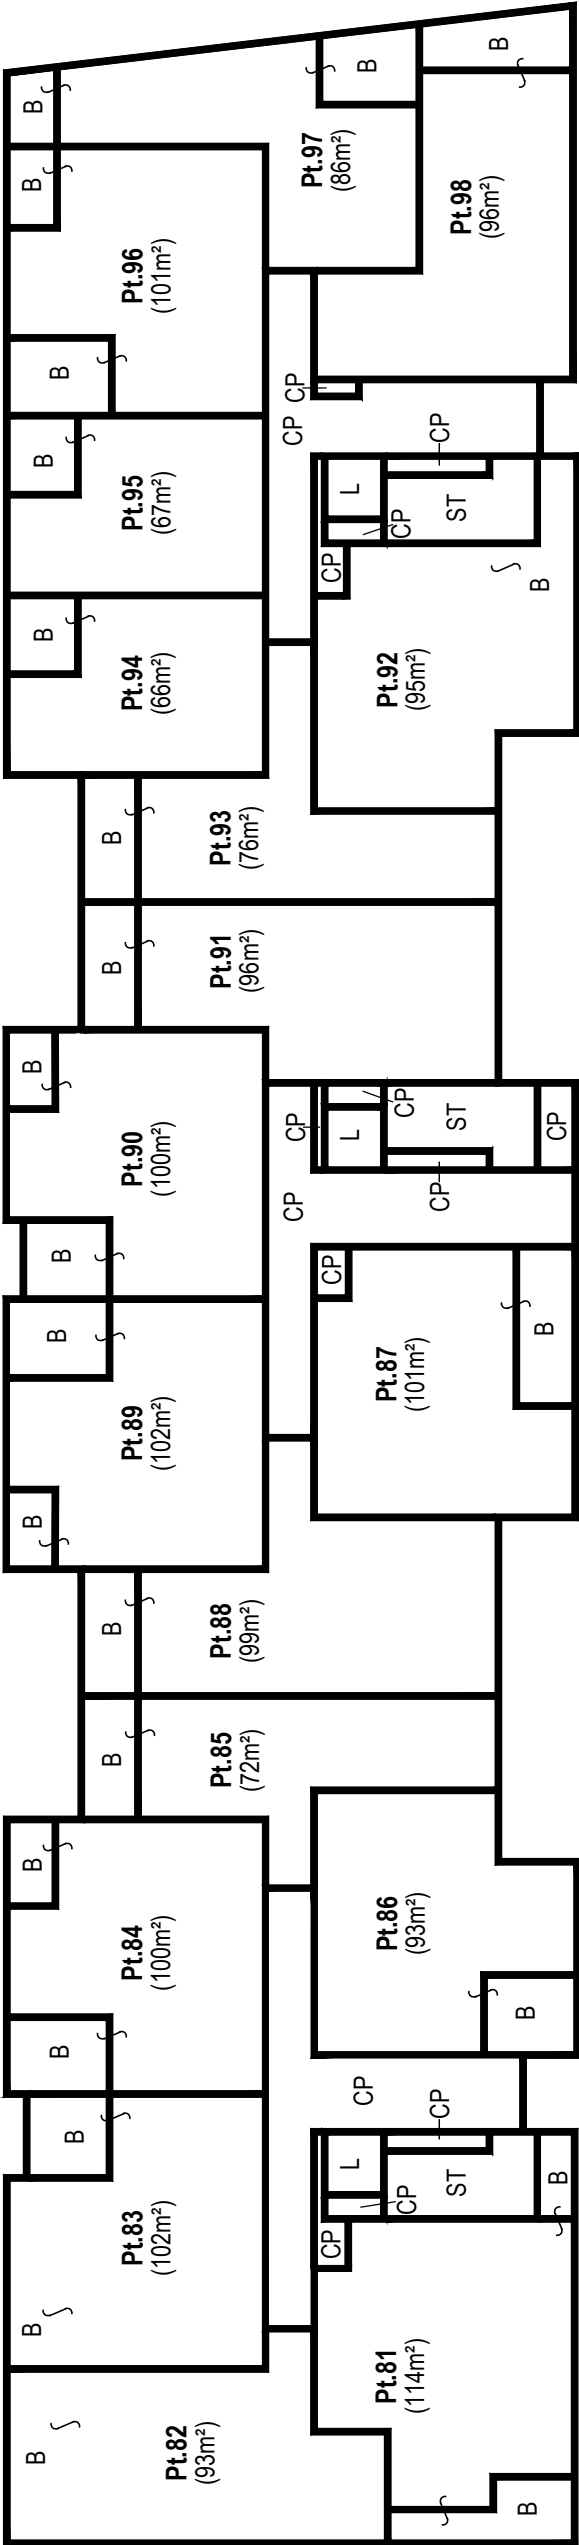 B
B
B
B
Pt.97
(86m²)
Pt.98
(96m²)
Pt.96
(101m²)
B
CP
CP
CP
B
Pt.95
(67m²)
L
CP
ST
CP
B
B
Pt.94
(66m²)
Pt.92
(95m²)
B
Pt.93
(76m²)
B
Pt.91
(96m²)
B
Pt.90
(100m²)
CP
L
CP
ST
CP
CP
CP
B
CP
B
B
Pt.89
(102m²)
Pt.87
(101m²)
B
B
Pt.88
(99m²)
B
Pt.85
(72m²)
B
Pt.84
(100m²)
Pt.86
(93m²)
B
B
CP
CP
B
Pt.83
(102m²)
L
CP
ST
B
CP
B
Pt.81
(114m²)
B
Pt.82
(93m²)
B